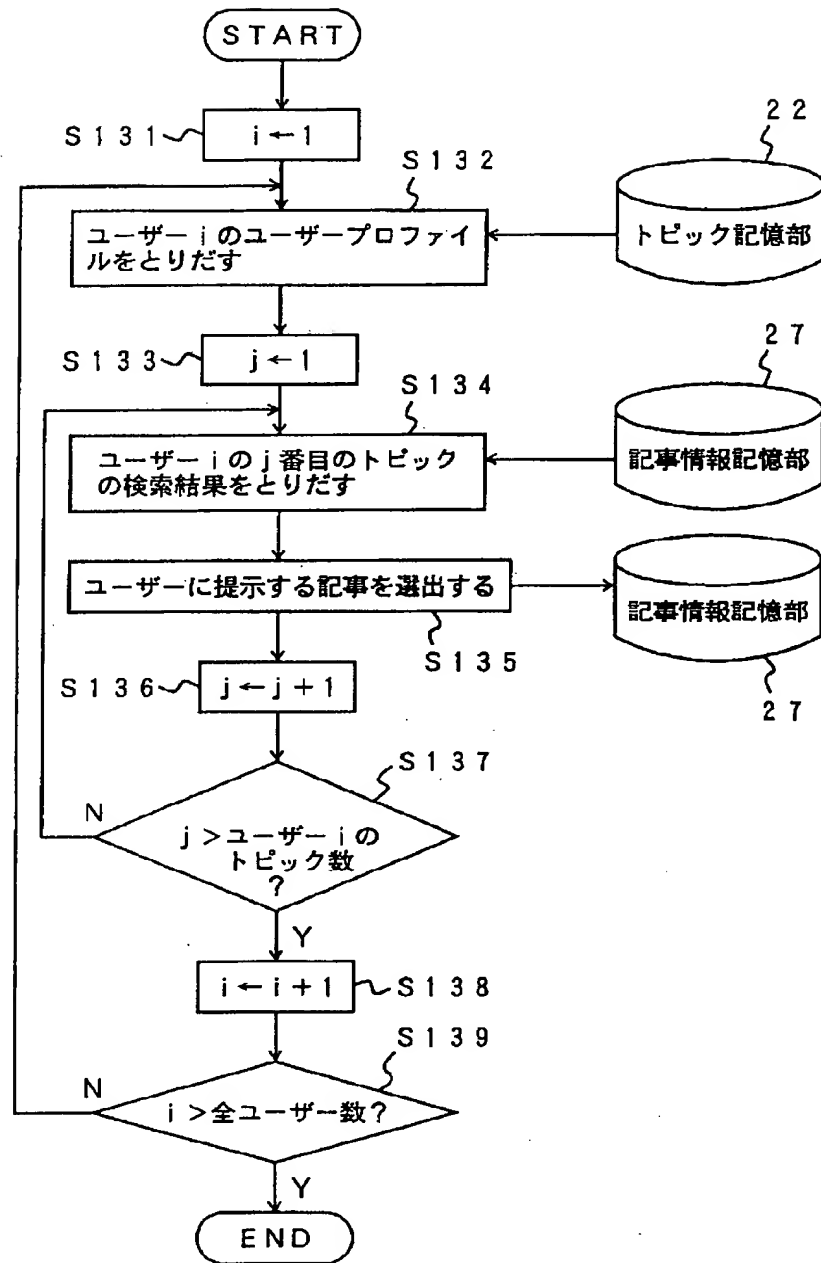 START
S131
i←1
S132
22
ユーザーiのユーザープロファイ
ルをとりだす
トピック記憶部
S133
j←1
S134
27
ユーザーiのj番目のトピック
の検索結果をとりだす
記事情報記憶部
ユーザーに提示する記事を選出する
記事情報記憶部
S135
27
S136
j←j+1
S137
N
j>ユーザーiの
トピック数
?
Y
i←i+1
S138
S139
N
i>全ユーザー数?
Y
END